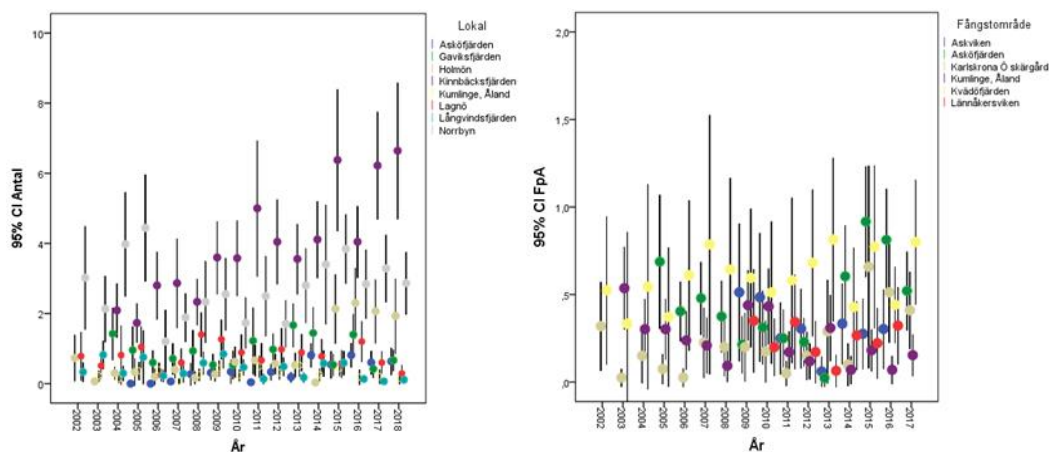 Lokal
Asköfjärden
Gaviksfjärden
Holmön
Kinnbäcksfjärden
Kumlinge, Åland
Lagnö
Långvindsfjärden
Norrbyn
95% CI Antal
10
8
6
4
2
0
2002
2003
2004
2005
2006
2007
2008
2009
2010
2011
2012
2013
2014
2015
2016
2017
2018
År
Fångstområde
Askviken
Asköfjärden
Karlskrona Ö skärgård
Kumlinge, Åland
Kvädöfjärden
Lännåkersviken
95% CI FpA
2,0
1,5
1,0
,5
,0
2002
2003
2004
2005
2006
2007
2008
2009
2010
2011
2012
2013
2014
2015
2016
2017
År